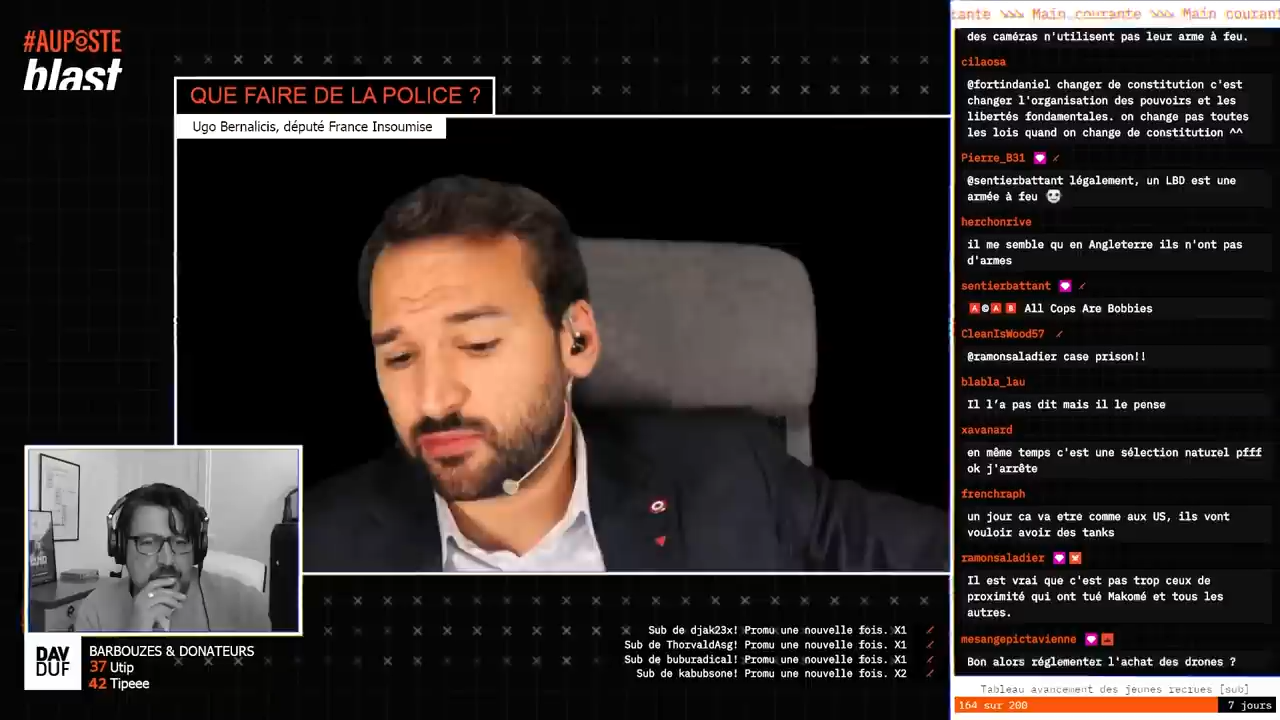 #AUPOSTE
blast
QUE FAIRE DE LA POLICE ?
Ugo Bernalicis, député France Insoumise
DAV
DUF
BARBOUZES & DONATEURS
37 Utip
42 Tipeee
Sub de djak23x! Promu une nouvelle fois. X1
Sub de ThorvaldAsg! Promu une nouvelle fois. X1
Sub de buburadical! Promu une nouvelle fois. X1
Sub de kabubsone! Promu une nouvelle fois. X2
tante >>> Main courante >>> Main courant
des caméras n'utilisent pas leur arme à feu.
cilaosa
@fortindaniel changer de constitution c'est
changer l'organisation des pouvoirs et les
libertés fondamentales. on change pas toutes
les lois quand on change de constitution ^^
Pierre_B31
@sentierbattant légalement, un LBD est une
armée à feu
herchonrive
il me semble qu en Angleterre ils n'ont pas
d'armes
sentierbattant
A C A B All Cops Are Bobbies
CleanIsWood57
@ramonsaladier case prison!!
blabla_lau
Il l’a pas dit mais il le pense
xavanard
en même temps c'est une sélection naturel pfff
ok j'arrête
frenchraph
un jour ca va etre comme aux US, ils vont
vouloir avoir des tanks
ramonsaladier
Il est vrai que c'est pas trop ceux de
proximité qui ont tué Makomé et tous les
autres.
mesangepictavienne
Bon alors réglementer l'achat des drones ?
Tableau avancement des jeunes recrues [sub]
164 sur 200
7 jours